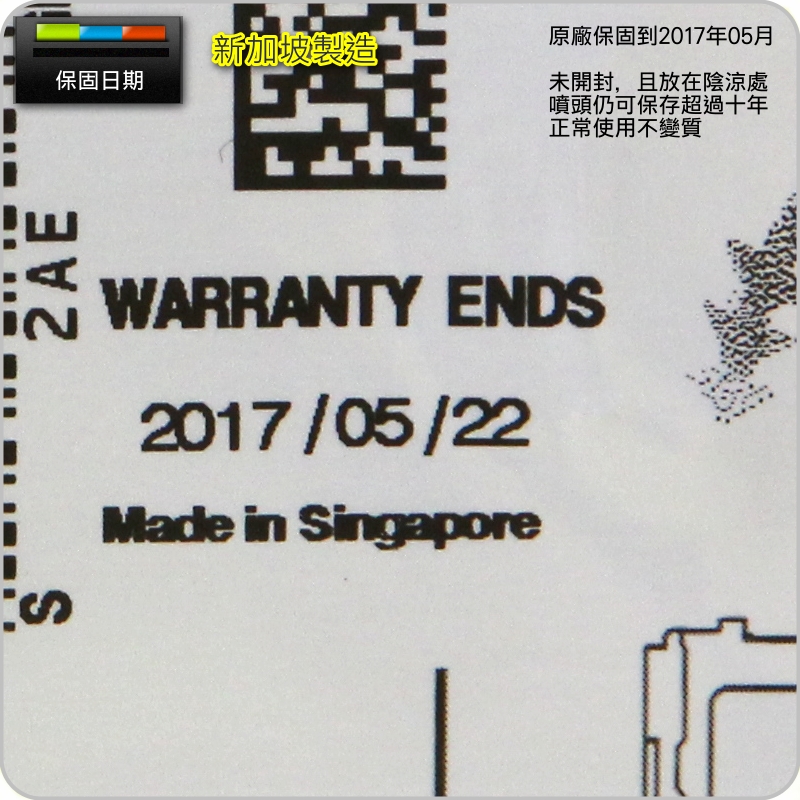 保固日期
新加坡製造
原廠保固到2017年05月
未開封，且放在陰涼處
噴頭仍可保存超過十年
正常使用不變質
2AE
S
WARRANTY ENDS
2017/05/22
Made in Singapore